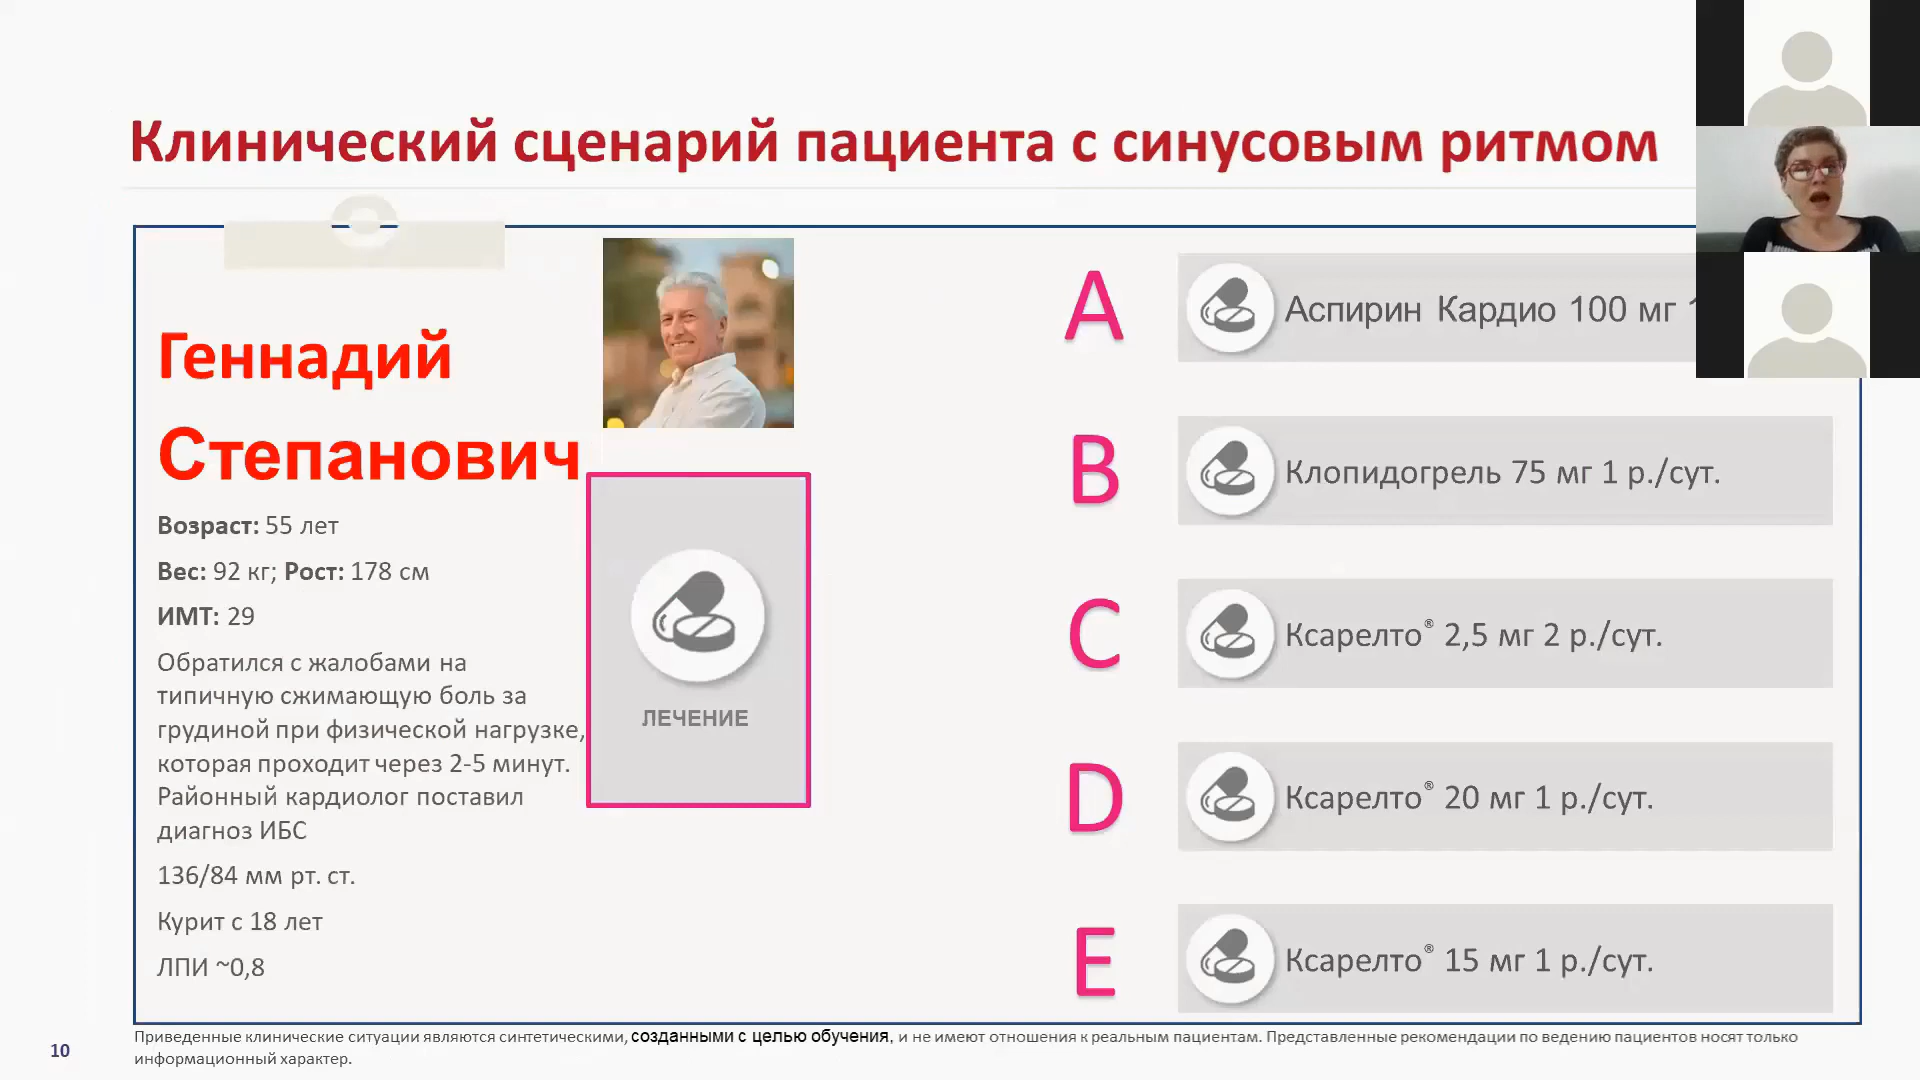 Клинический сценарий пациента с синусовым ритмом
Геннадий
Степанович
Возраст: 55 лет
Вес: 92 кг; Рост: 178 см
ИМТ: 29
Обратился с жалобами на
типичную сжимающую боль за
грудиной при физической нагрузке,
которая проходит через 2-5 минут.
Районный кардиолог поставил
диагноз ИБС
136/84 мм рт. ст.
Курит с 18 лет
ЛПИ ~0,8
ЛЕЧЕНИЕ
A
Аспирин Кардио 100 мг
B
Клопидогрель 75 мг 1 р./сут.
C
Ксарелто® 2,5 мг 2 р./сут.
D
Ксарелто® 20 мг 1 р./сут.
E
Ксарелто® 15 мг 1 р./сут.
Приведенные клинические ситуации являются синтетическими, созданными с целью обучения, и не имеют отношения к реальным пациентам. Представленные рекомендации по ведению пациентов носят только
информационный характер.
10